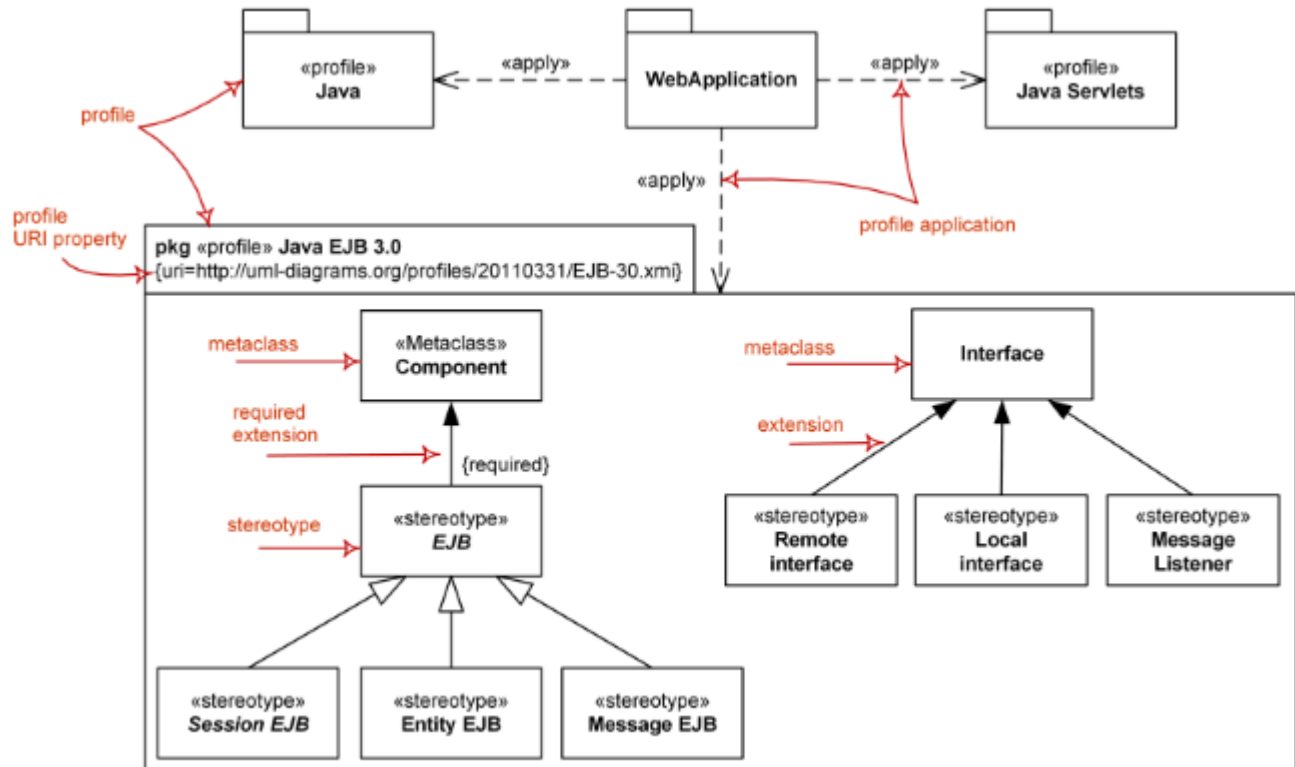 «profile»
Java
«apply»
WebApplication
«apply»
«profile»
Java Servlets
profile
«apply»
profile application
profile
URI property
pkg «profile» Java EJB 3.0
{uri=http://uml-diagrams.org/profiles/20110331/EJB-30.xmi}
metaclass
«Metaclass»
Component
metaclass
Interface
required
extension
{required}
extension
stereotype
«stereotype»
EJB
«stereotype»
Remote
interface
«stereotype»
Local
interface
«stereotype»
Message
Listener
«stereotype»
Session EJB
«stereotype»
Entity EJB
«stereotype»
Message EJB